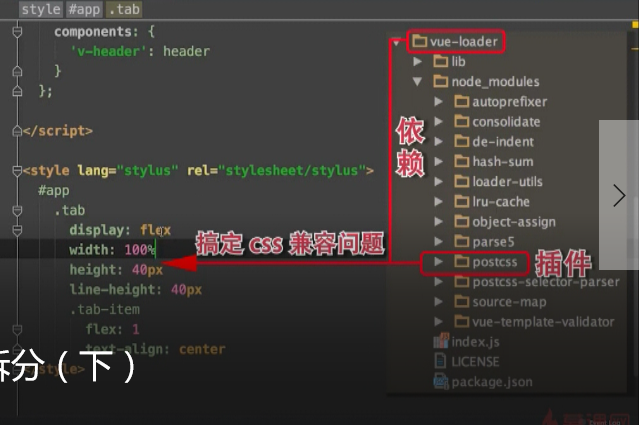 style #app .tab
components: {
'v-header': header
}
};
</script>
<style lang="stylus" rel="stylesheet/stylus">
#app
.tab
display: flex
width: 100%
height: 40px
line-height: 40px
.tab-item
flex: 1
text-align: center
</style>
分（下）
搞定 css 兼容问题
依赖
插件
vue-loader
lib
node_modules
autoprefixer
consolidate
de-indent
hash-sum
loader-utils
lru-cache
object-assign
parse5
postcss
postcss-selector-parser
source-map
vue-template-validator
index.js
LICENSE
package.json